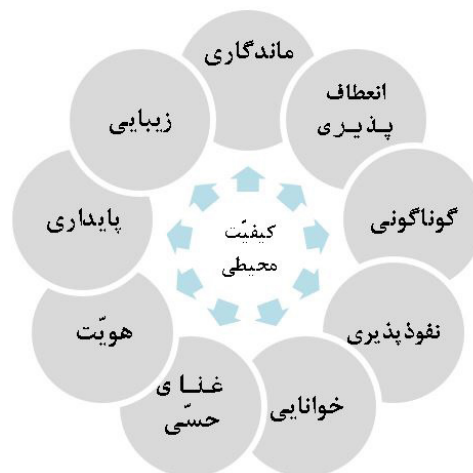 ماندگاری
انعطاف
پذیری
گوناگونی
نفوذپذیری
خوانایی
غنای
حسّی
هویّت
پایداری
زیبایی
کیفیّت
محیطی